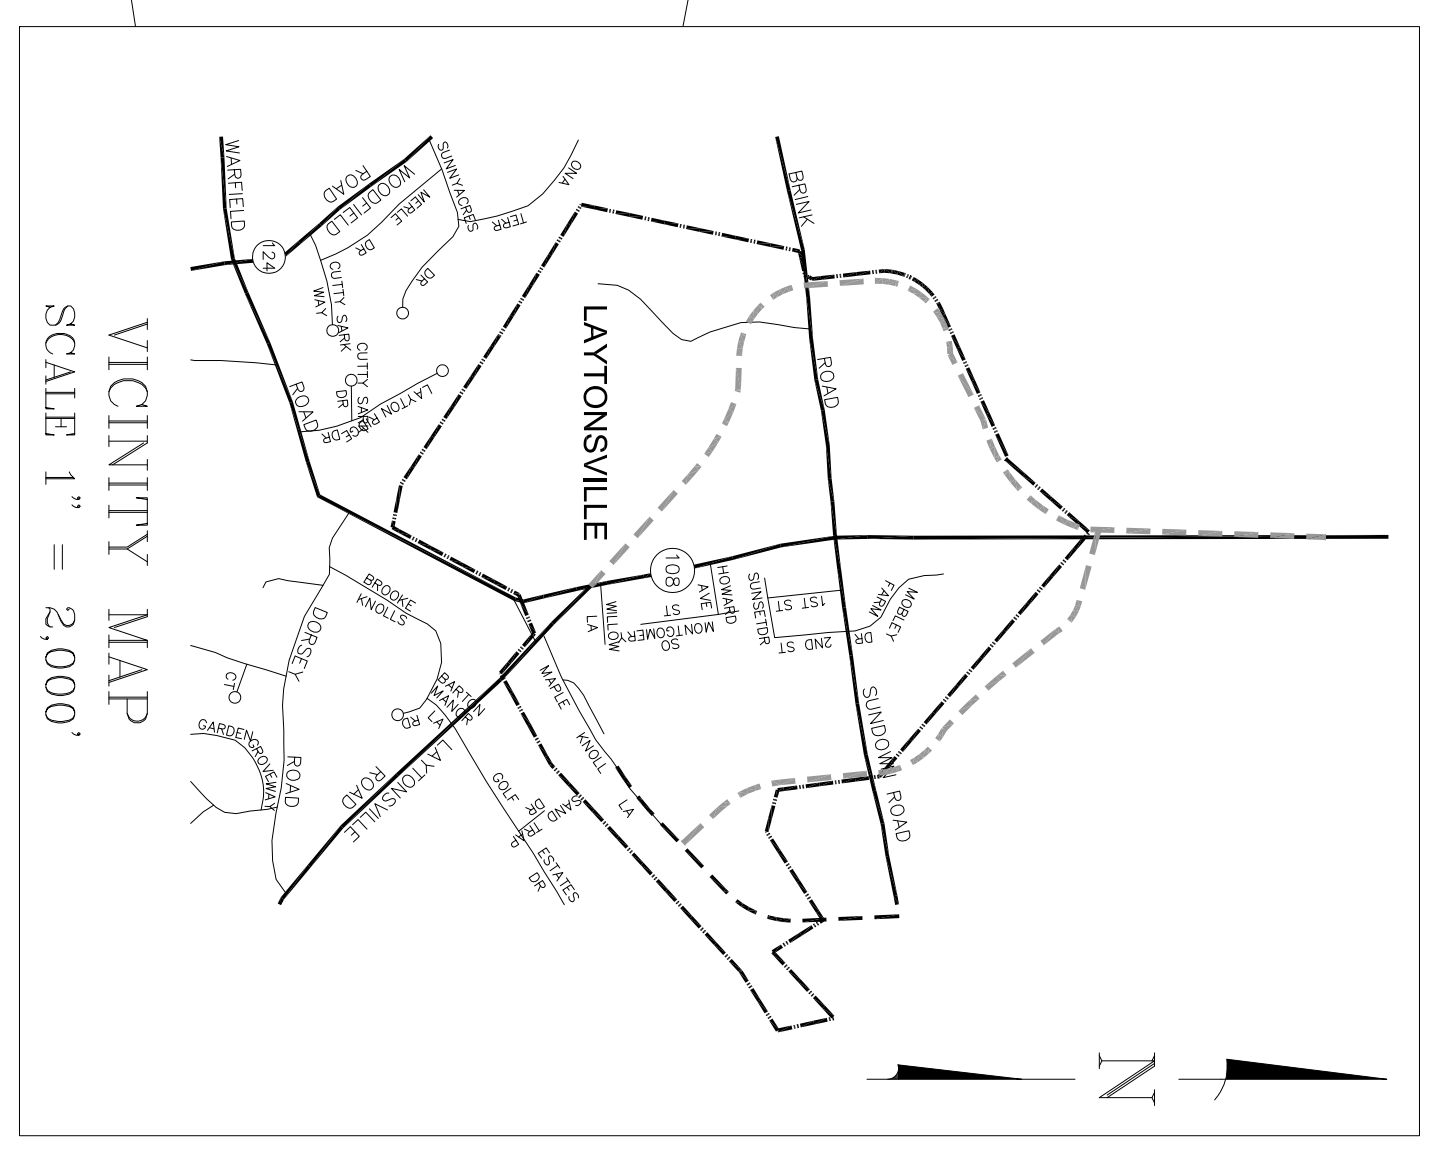 WARFIELD
ROAD
WOODFIELD
ROAD
124
SUNNYACRES
DR
MERLE
DR
ONA
TERR
CUTTY SARK
WAY
CUTTY SARK
DR
LAYTON RIDGE DR
BRINK
ROAD
LAYTONSVILLE
108
HOWARD
AVE
WILLOW
LA
SO
MONTGOMERY
ST
SUNSET DR
1ST ST
2ND ST
MOBLEY
FARM
DR
SUNDOWN
ROAD
BROOKE
KNOLLS
DORSEY
ROAD
CT
GARDEN
GROVE
WAY
BARTON
MANOR
LA
RD
LAYTONSVILLE
ROAD
MAPLE
KNOLL
LA
GOLF
ESTATES
DR
SAND
TRAP
DR
N
VICINITY MAP
SCALE 1" = 2,000'